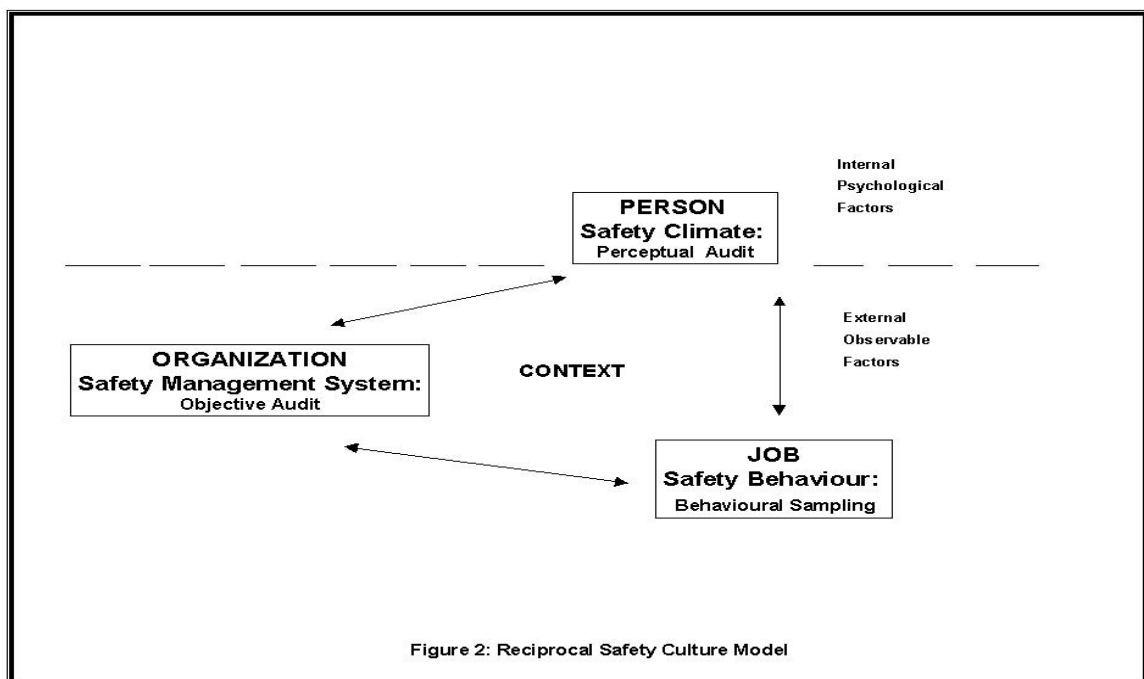 Internal
Psychological
Factors
PERSON
Safety Climate:
Perceptual Audit
External
Observable
Factors
ORGANIZATION
Safety Management System:
Objective Audit
CONTEXT
JOB
Safety Behaviour:
Behavioural Sampling
Figure 2: Reciprocal Safety Culture Model